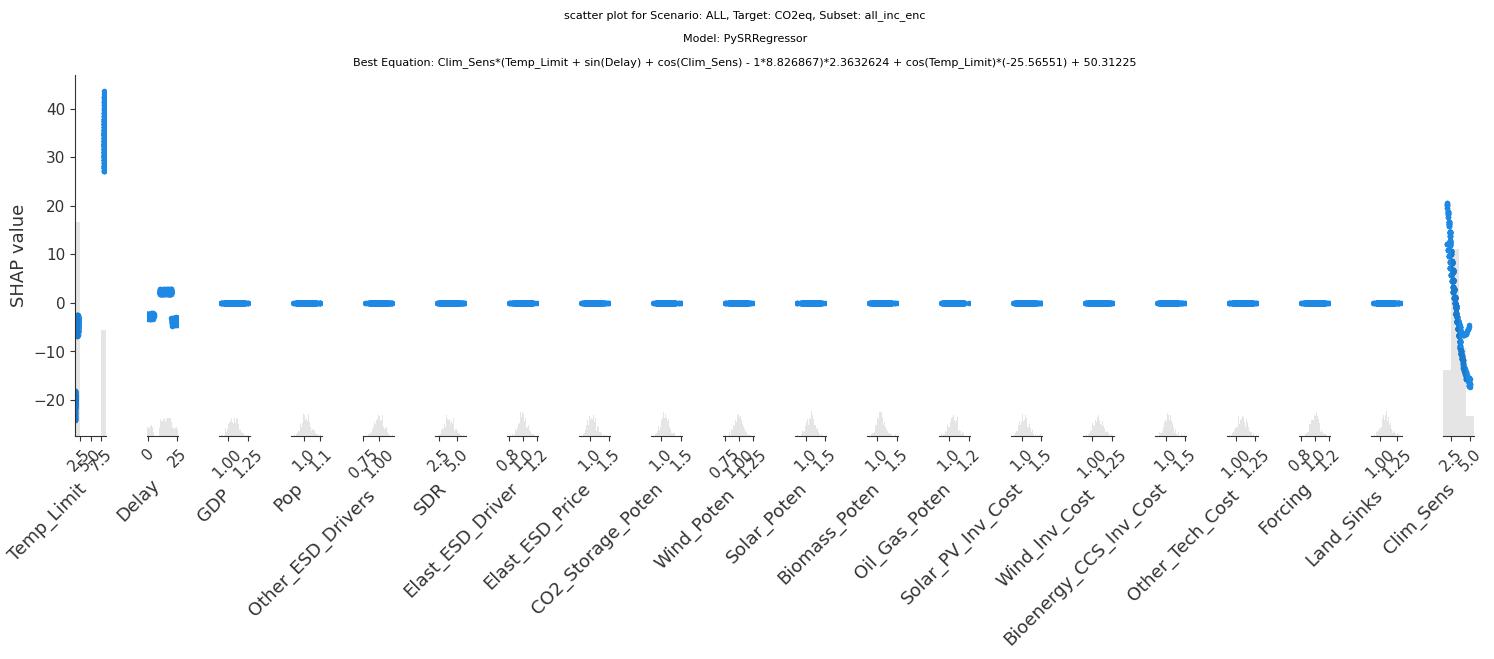 scatter plot for Scenario: ALL, Target: CO2eq, Subset: all_inc_enc
Model: PySRRegressor
Best Equation: Clim_Sens*(Temp_Limit + sin(Delay) + cos(Clim_Sens) - 1*8.826867)*2.3632624 + cos(Temp_Limit)*(-25.56551) + 50.31225
SHAP value
40
30
20
10
0
−10
−20
2.5 5.0 7.5
0 25
1.00 1.25
1.0 1.1
0.75 1.00
2.5 5.0
0.8 1.0 1.2
1.0 1.5
1.0 1.5
0.75 1.00 1.25
1.0 1.5
1.0 1.5
1.0 1.2
1.0 1.5
1.00 1.25
1.0 1.5
1.00 1.25
0.8 1.0 1.2
1.00 1.25
2.5 5.0
Temp_Limit
Delay
GDP
Pop
Other_ESD_Drivers
SDR
Elast_ESD_Driver
Elast_ESD_Price
CO2_Storage_Poten
Wind_Poten
Solar_Poten
Biomass_Poten
Oil_Gas_Poten
Solar_PV_Inv_Cost
Wind_Inv_Cost
Bioenergy_CCS_Inv_Cost
Other_Tech_Cost
Forcing
Land_Sinks
Clim_Sens